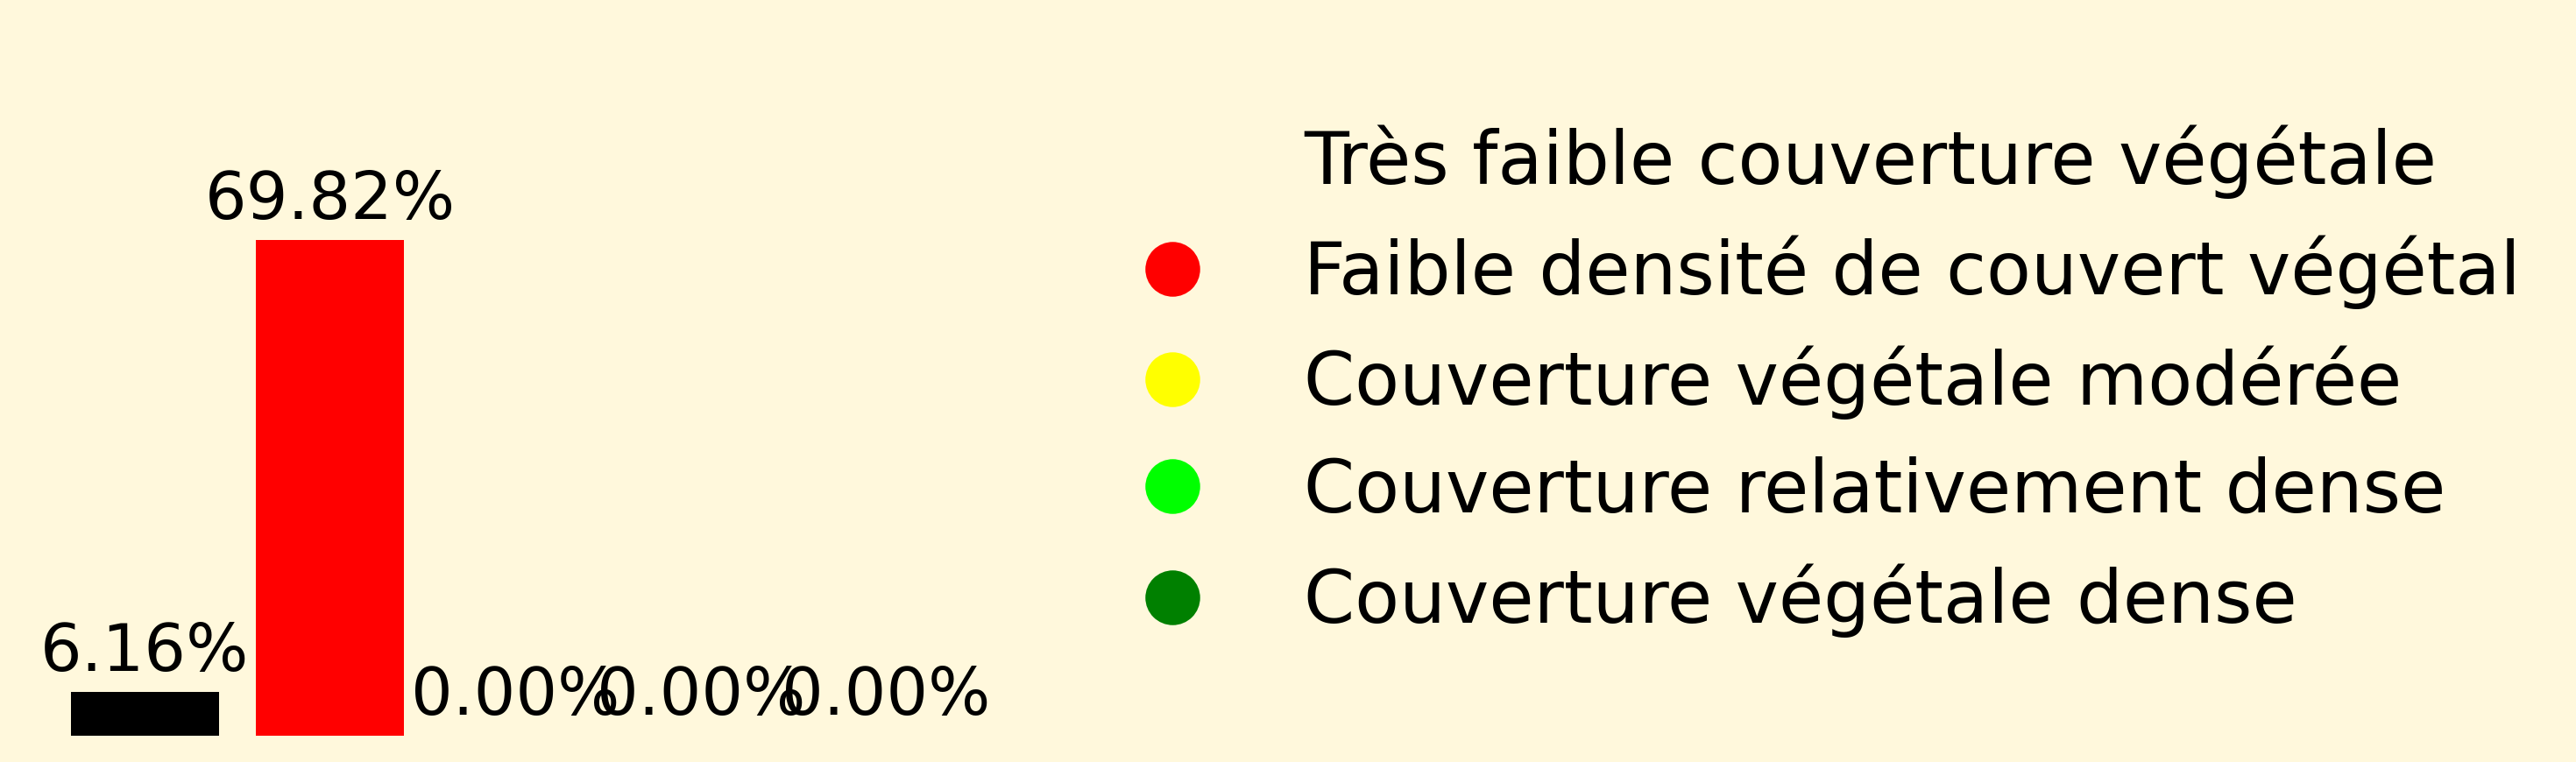 69.82%
6.16%
0.00%
0.00%
0.00%
Très faible couverture végétale
Faible densité de couvert végétal
Couverture végétale modérée
Couverture relativement dense
Couverture végétale dense